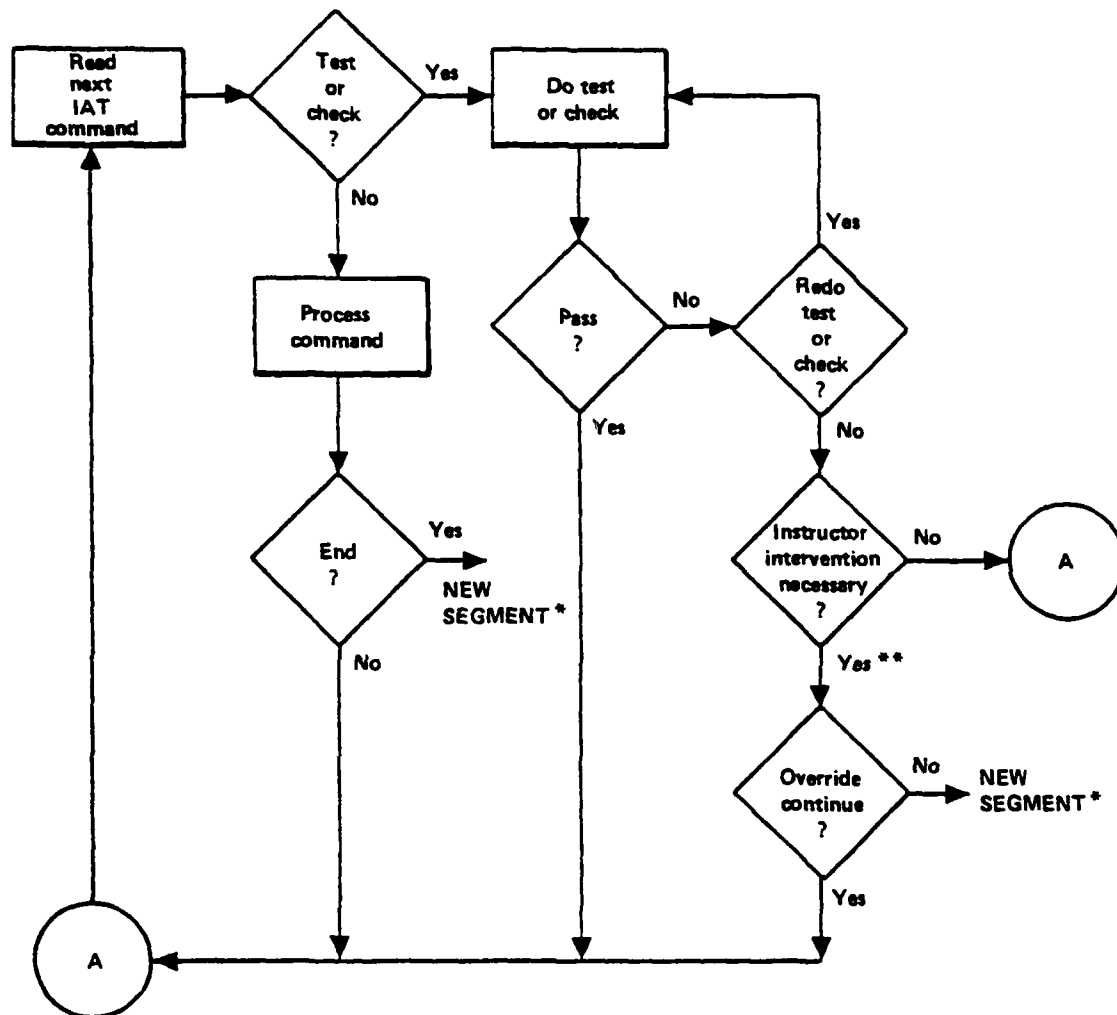 Read
next
IAT
command
Test
or
check
?
Yes
No
Do test
or check
Process
command
Pass
?
No
Yes
Redo
test
or
check
?
Yes
No
End
?
Yes
NEW
SEGMENT*
No
Instructor
intervention
necessary
?
No
A
Yes**
Override
continue
?
No
NEW
SEGMENT*
Yes
A